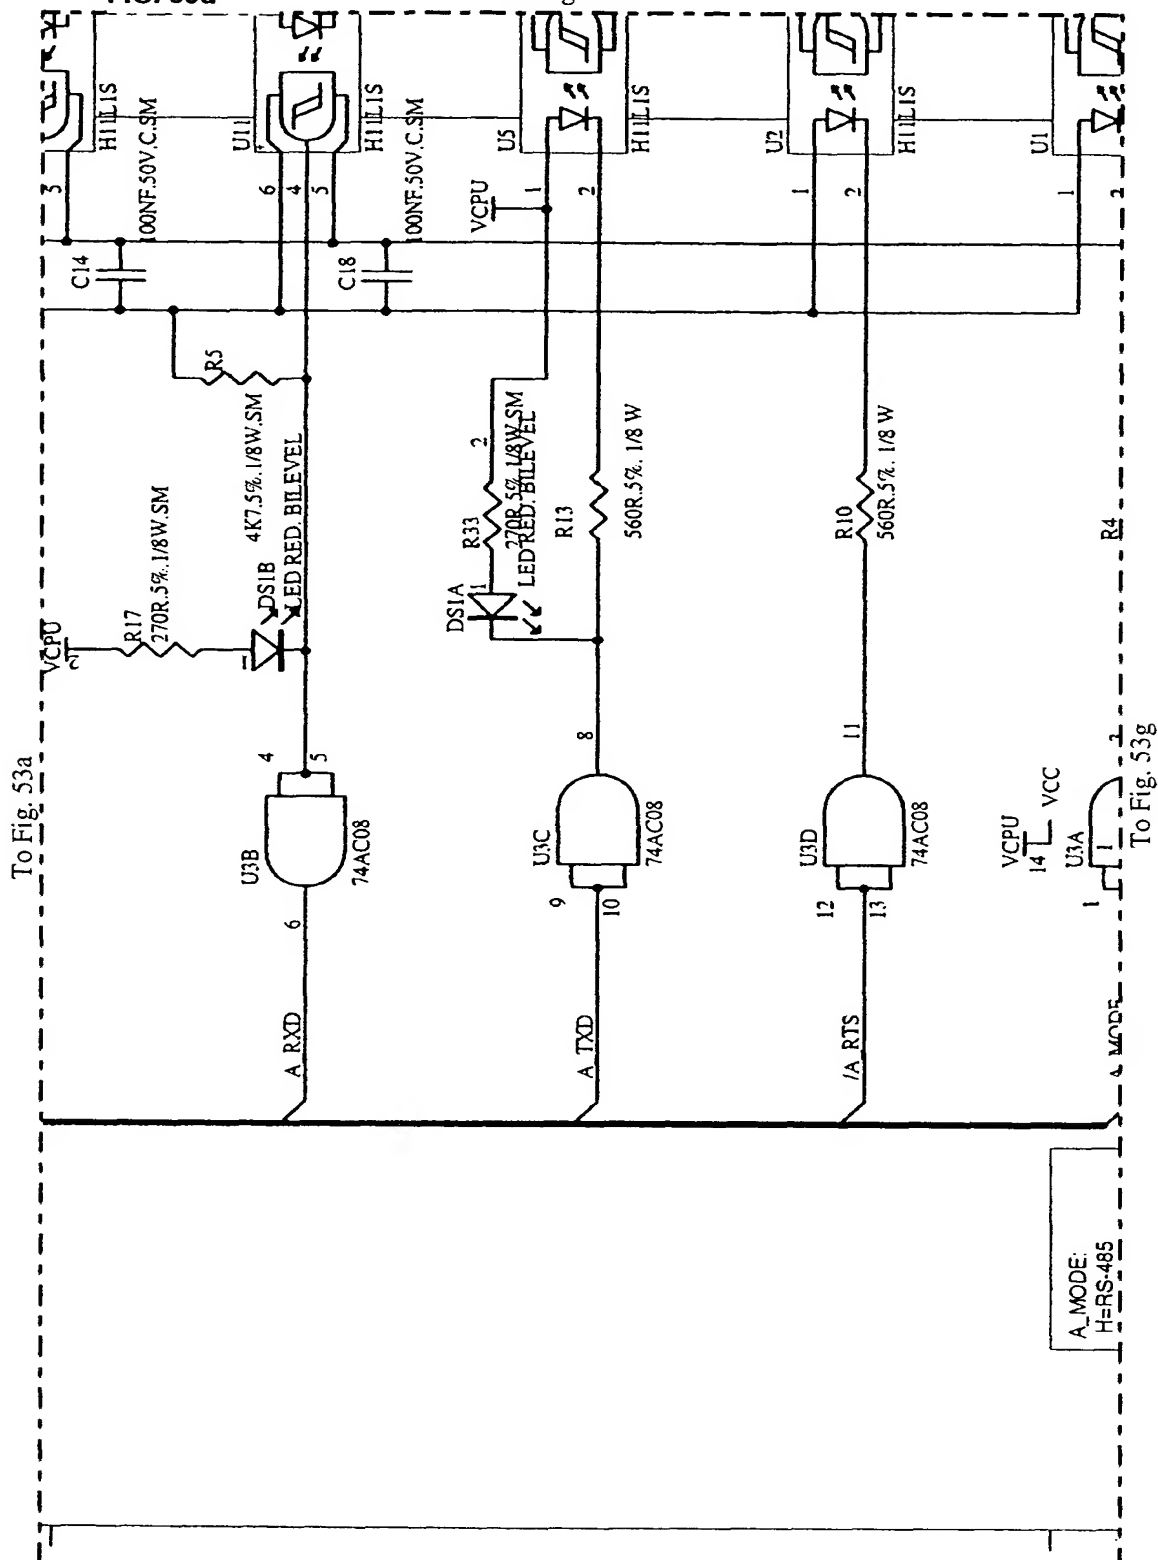 To Fig. 53a
3
C14
100NF.50V.C.SM
H11L1S
U11
6
4
5
H11L1S
C18
100NF.50V.C.SM
R5
4K7.5%.1/8W.SM
VCPU
2
R17
270R.5%.1/8W.SM
1
DS1B
LED RED. BILEVEL
4
5
U3B
74AC08
6
A RXD
U5
H11L1S
VCPU
1
2
2
R33
270R.5%.1/8W.SM
LED RED. BILEVEL
1
DS1A
R13
560R.5%. 1/8 W
8
U3C
74AC08
9
10
A TXD
U2
H11L1S
1
2
R10
560R.5%. 1/8 W
11
U3D
74AC08
12
13
/A RTS
U1
1
2
R4
2
VCPU
14
VCC
U3A
1
1
A MODE
A_MODE:
H=RS-485
To Fig. 53g